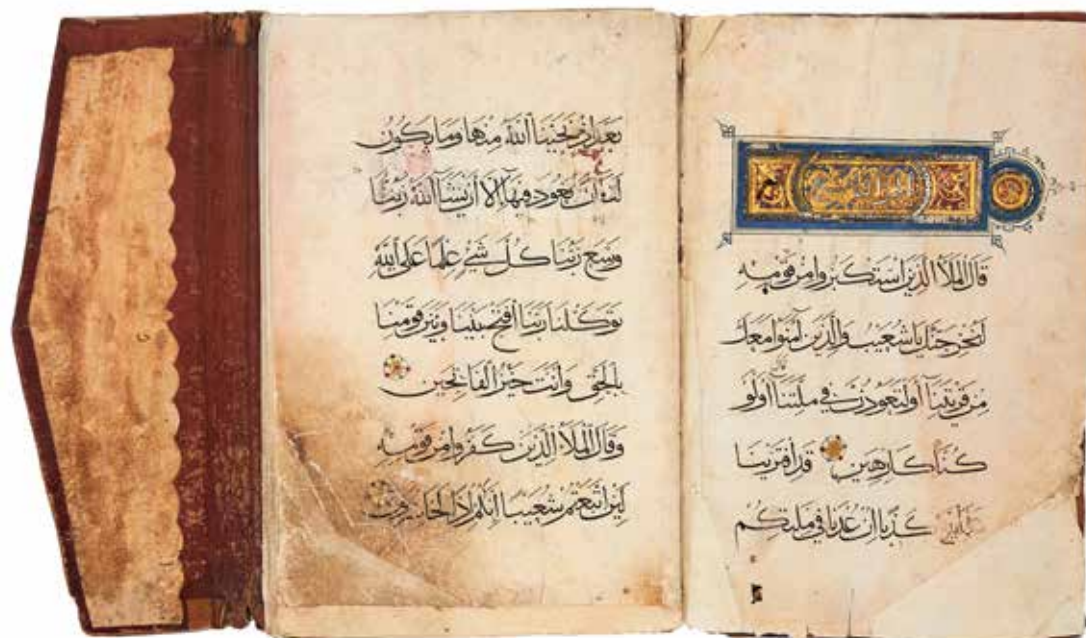 قال الملأ الذين استكبروا من قومه
لنخرجنك يا شعيب والذين آمنوا معك
من قريتنا أو لتعودن في ملتنا أولو
كنا كارهين قد افترينا
كذبا إن عدنا في ملتكم
بعد إذ نجينا الله منها وما يكون
لنا أن نعود فيها إلا أن يشاء الله ربنا
وسع ربنا كل شيء علما على الله
توكلنا ربنا افتح بيننا وبين قومنا
بالحق وأنت خير الفاتحين
وقال الملأ الذين كفروا من قومه
لئن اتبعتم شعيبا إنكم إذا لخاسرون